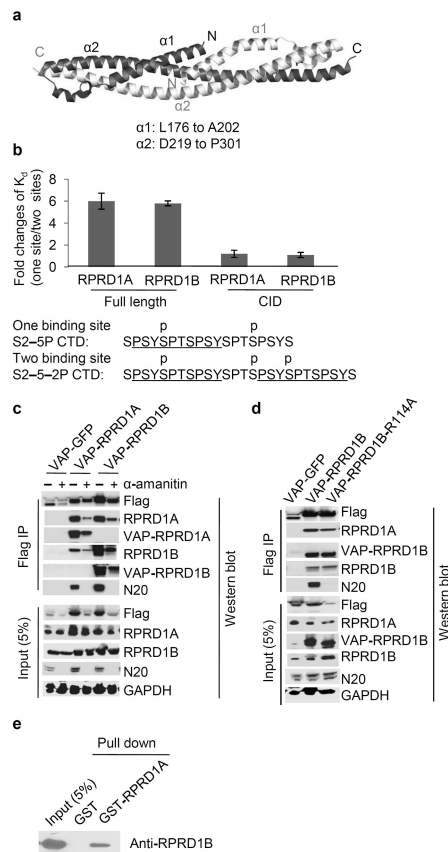 a
α2
α1
N
α1
C
C
N
α2
α1: L176 to A202
α2: D219 to P301
b
Fold changes of Kd
(one site/two sites)
8
6
4
2
0
RPRD1A RPRD1B RPRD1A RPRD1B
Full length CID
One binding site p p
S2–5P CTD: SPSYSPTSPSYSPTSPSYS
Two binding site p p p
S2–5–2P CTD: SPSYSPTSPSYSPTSPSYSPTSPSYS
c
VAP-GFP
VAP-RPRD1A
VAP-RPRD1B
– + – + – + α-amanitin
Flag IP
Flag
RPRD1A
VAP-RPRD1A
RPRD1B
VAP-RPRD1B
N20
Input (5%)
Flag
RPRD1A
RPRD1B
N20
GAPDH
Western blot
d
VAP-GFP
VAP-RPRD1B
VAP-RPRD1B-R114A
Flag IP
Flag
RPRD1A
VAP-RPRD1B
RPRD1B
N20
Input (5%)
Flag
RPRD1A
VAP-RPRD1B
RPRD1B
N20
GAPDH
Western blot
e
Pull down
Input (5%)
GST
GST-RPRD1A
Anti-RPRD1B